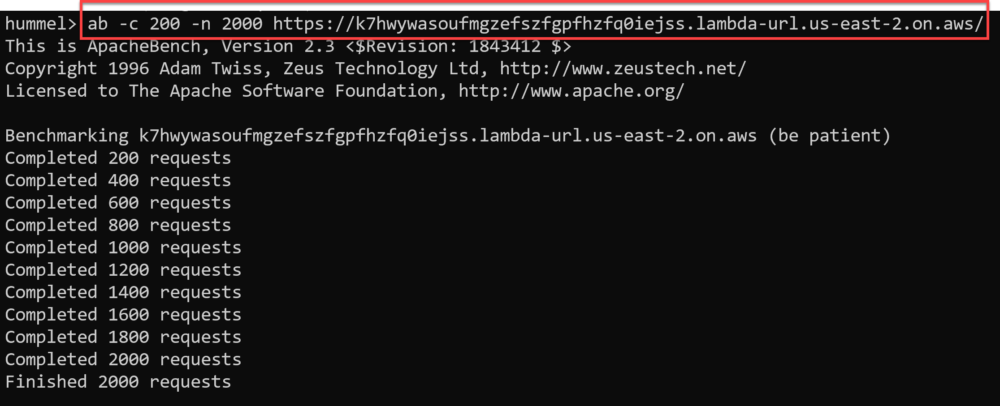 hummel> ab -c 200 -n 2000 https://k7hwywasoufmgzefszfgpfhzfq0iejss.lambda-url.us-east-2.on.aws/
This is ApacheBench, Version 2.3 <$Revision: 1843412 $>
Copyright 1996 Adam Twiss, Zeus Technology Ltd, http://www.zeustech.net/
Licensed to The Apache Software Foundation, http://www.apache.org/
Benchmarking k7hwywasoufmgzefszfgpfhzfq0iejss.lambda-url.us-east-2.on.aws (be patient)
Completed 200 requests
Completed 400 requests
Completed 600 requests
Completed 800 requests
Completed 1000 requests
Completed 1200 requests
Completed 1400 requests
Completed 1600 requests
Completed 1800 requests
Completed 2000 requests
Finished 2000 requests